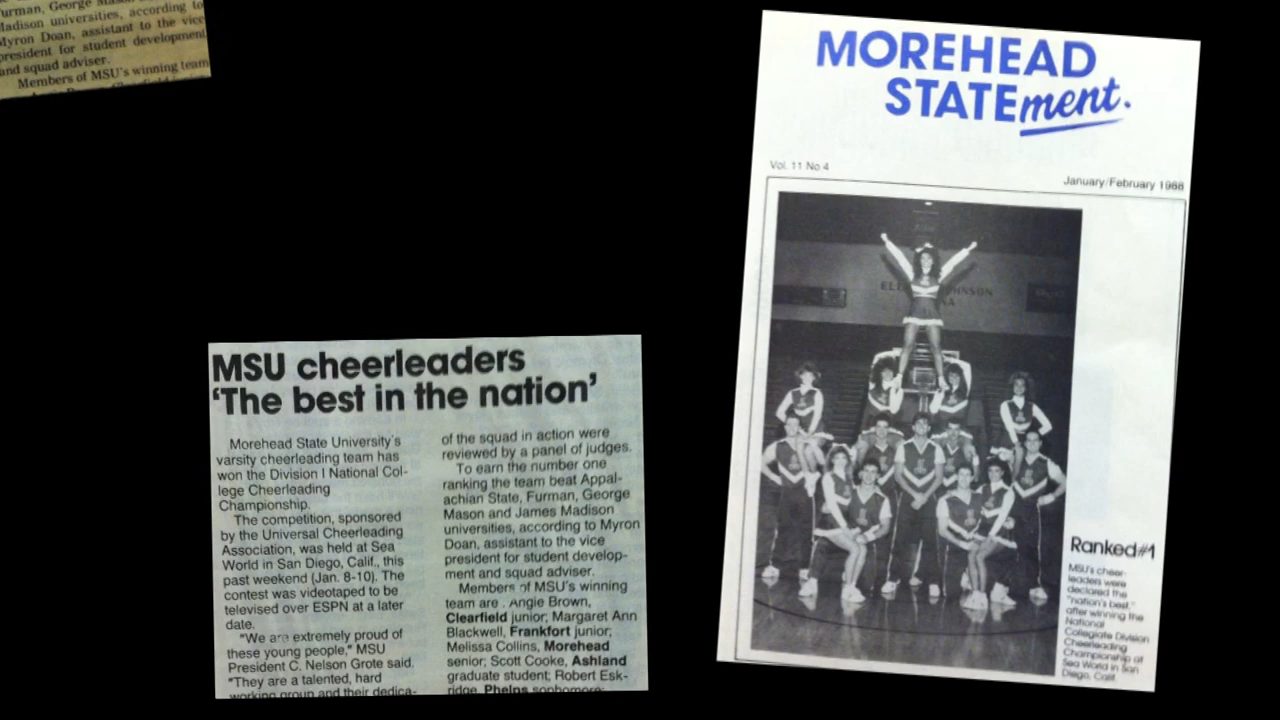 urman, George Mason
Madison universities, according to
Myron Doan, assistant to the vice
president for student development
and squad adviser.
Members of MSU's winning team
MSU cheerleaders
'The best in the nation'
Morehead State University's
varsity cheerleading team has
won the Division I National Col-
lege Cheerleading
Championship.
The competition, sponsored
by the Universal Cheerleading
Association, was held at Sea
World in San Diego, Calif., this
past weekend (Jan. 8-10). The
contest was videotaped to be
televised over ESPN at a later
date.
"We are extremely proud of
these young people," MSU
President C. Nelson Grote said.
"They are a talented, hard
working group and their dedica-
of the squad in action were
reviewed by a panel of judges.
To earn the number one
ranking the team beat Appal-
achian State, Furman, George
Mason and James Madison
universities, according to Myron
Doan, assistant to the vice
president for student develop-
ment and squad adviser.
Members of MSU's winning
team are . Angie Brown,
Clearfield junior; Margaret Ann
Blackwell, Frankfort junior;
Melissa Collins, Morehead
senior; Scott Cooke, Ashland
graduate student; Robert Esk-
ridge, Phelps sophomore;
MOREHEAD
STATEment.
Vol. 11 No 4
January/February 1988
Ranked #1
MSU's cheer-
leaders were
declared the
"nation's best,"
after winning the
National
Collegiate Division
Cheerleading
Championship at
Sea World in San
Diego, Calif.